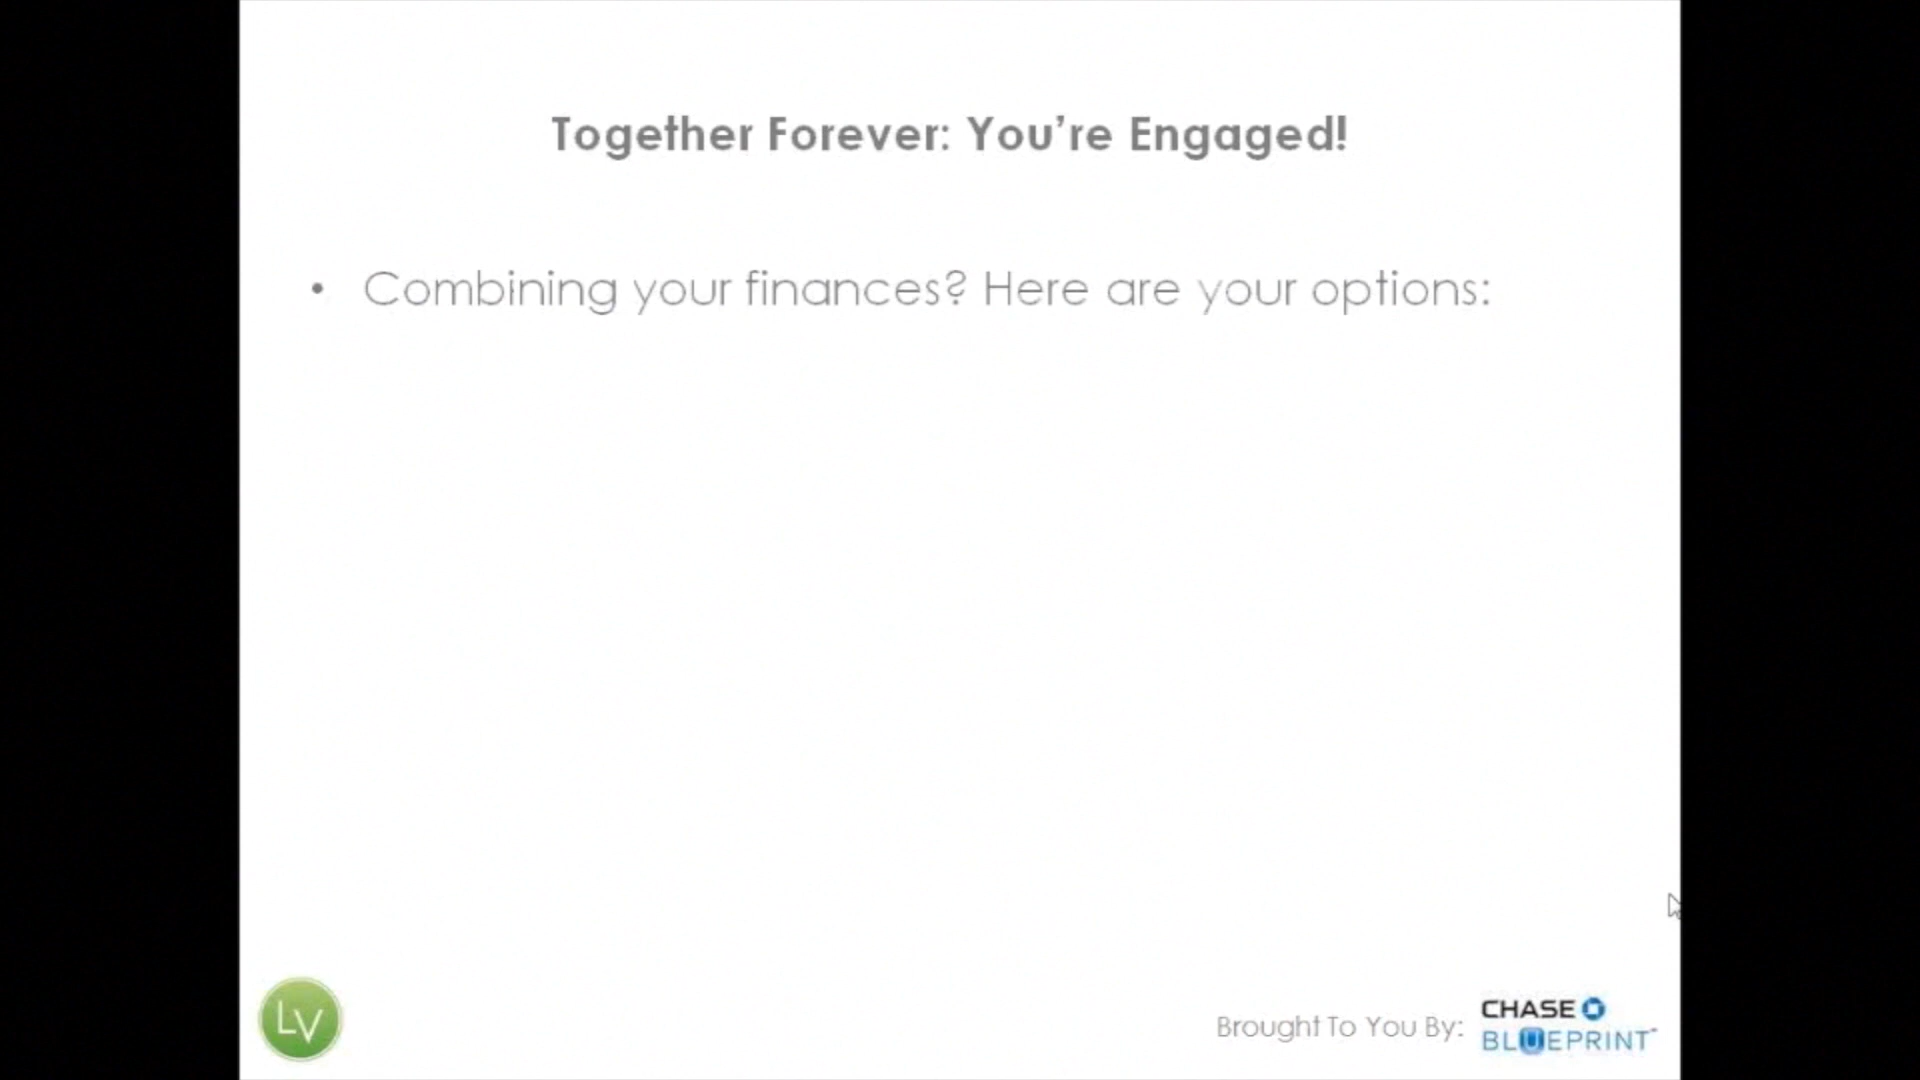 Together Forever: You’re Engaged!
• Combining your finances? Here are your options:
LV
Brought To You By:
CHASE
BLUEPRINT